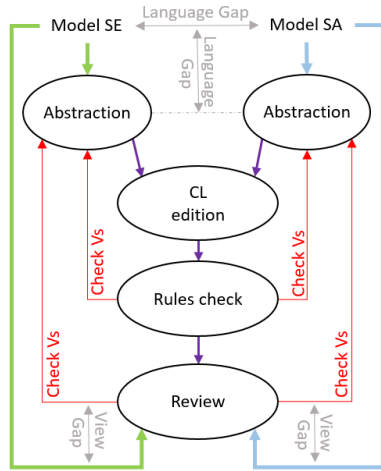 Model SE
Language Gap
Model SA
Language
Gap
Abstraction
Abstraction
CL
edition
Check Vs
Check Vs
Rules check
Check Vs
Check Vs
Review
View
Gap
View
Gap